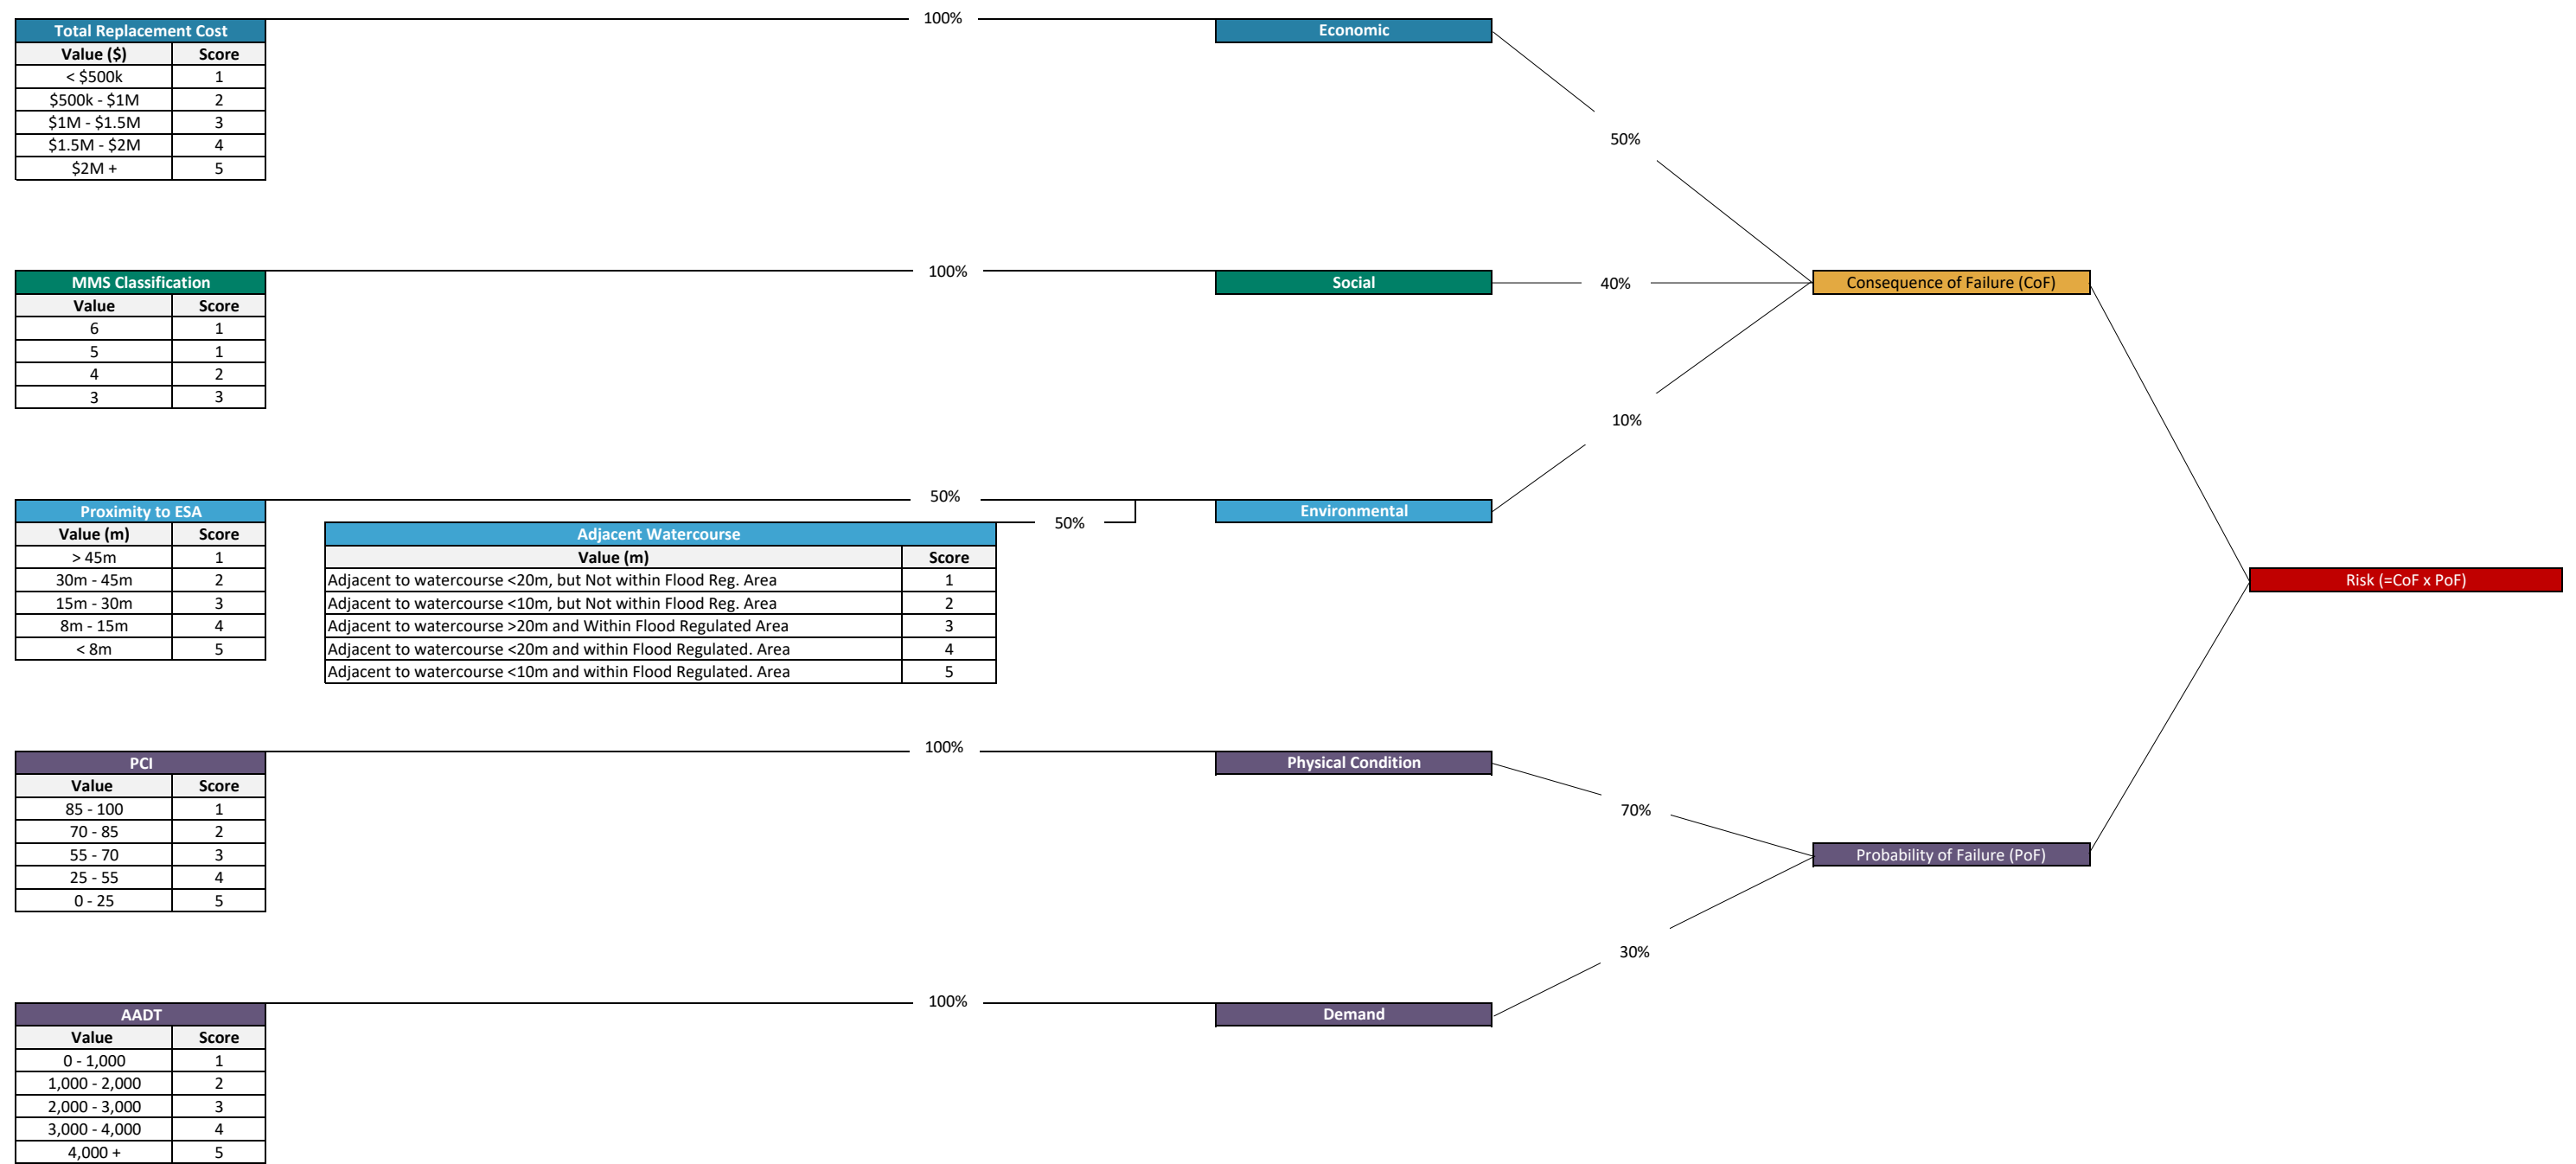 100%
Total Replacement Cost
Economic
Value ($) Score
< $500k 1
$500k - $1M 2
$1M - $1.5M 3
$1.5M - $2M 4
$2M + 5
50%
100%
MMS Classification
Social
40%
Consequence of Failure (CoF)
Value Score
6 1
5 1
4 2
3 3
10%
50%
Proximity to ESA
Environmental
50%
Value (m) Score
> 45m 1
30m - 45m 2
15m - 30m 3
8m - 15m 4
< 8m 5
Adjacent Watercourse
Value (m) Score
Adjacent to watercourse <20m, but Not within Flood Reg. Area 1
Adjacent to watercourse <10m, but Not within Flood Reg. Area 2
Adjacent to watercourse >20m and Within Flood Regulated Area 3
Adjacent to watercourse <20m and within Flood Regulated. Area 4
Adjacent to watercourse <10m and within Flood Regulated. Area 5
Risk (=CoF x PoF)
100%
PCI
Physical Condition
Value Score
85 - 100 1
70 - 85 2
55 - 70 3
25 - 55 4
0 - 25 5
70%
Probability of Failure (PoF)
30%
100%
AADT
Demand
Value Score
0 - 1,000 1
1,000 - 2,000 2
2,000 - 3,000 3
3,000 - 4,000 4
4,000 + 5